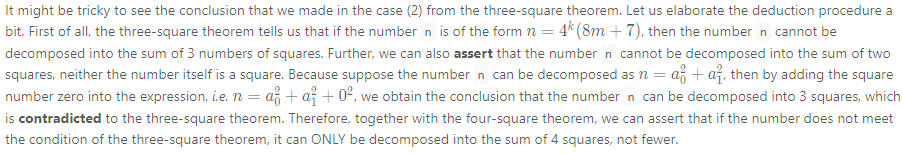 It might be tricky to see the conclusion that we made in the case (2) from the three-square theorem. Let us elaborate the deduction procedure a
bit. First of all, the three-square theorem tells us that if the number n is of the form n = 4^k(8m + 7), then the number n cannot be
decomposed into the sum of 3 numbers of squares. Further, we can also assert that the number n cannot be decomposed into the sum of two
squares, neither the number itself is a square. Because suppose the number n can be decomposed as n = a_0^2 + a_1^2, then by adding the square
number zero into the expression, i.e. n = a_0^2 + a_1^2 + 0^2, we obtain the conclusion that the number n can be decomposed into 3 squares, which
is contradicted to the three-square theorem. Therefore, together with the four-square theorem, we can assert that if the number does not meet
the condition of the three-square theorem, it can ONLY be decomposed into the sum of 4 squares, not fewer.